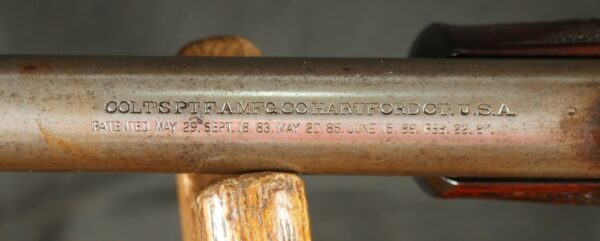 COLT'S PT. F. A. MFG. CO. HARTFORD CT. U.S.A.
PATENTED MAY 29. SEPT. 18. 83. MAY 26. 85. JUNE 15. 86. FEB. 22. 87.